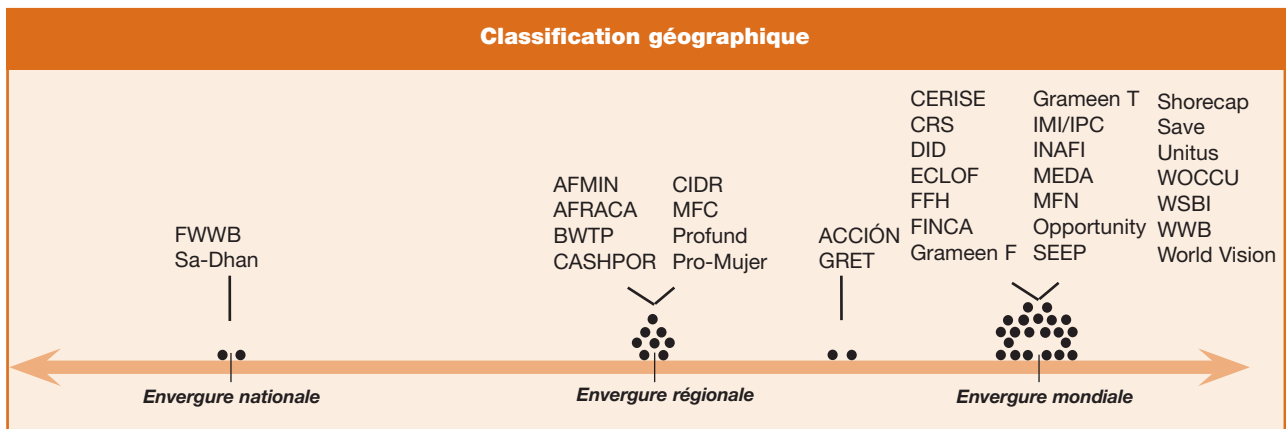 Classification géographique
FWWB
Sa-Dhan
AFMIN
AFRACA
BWTP
CASHPOR
CIDR
MFC
Profund
Pro-Mujer
ACCIÓN
GRET
CERISE
CRS
DID
ECLOF
FFH
FINCA
Grameen F
Grameen T
IMI/IPC
INAFI
MEDA
MFN
Opportunity
SEEP
Shorecap
Save
Unitus
WOCCU
WSBI
WWB
World Vision
Envergure nationale
Envergure régionale
Envergure mondiale